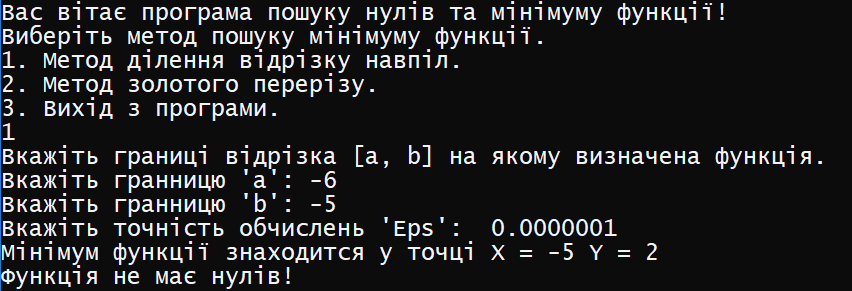 Вас вітає програма пошуку нулів та мінімуму функції!
Виберіть метод пошуку мінімуму функції.
1. Метод ділення відрізку навпіл.
2. Метод золотого перерізу.
3. Вихід з програми.
1
Вкажіть границі відрізка [a, b] на якому визначена функція.
Вкажіть гранницю 'a': -6
Вкажіть гранницю 'b': -5
Вкажіть точність обчислень 'Eps':  0.0000001
Мінімум функції знаходится у точці X = -5 Y = 2
Функція не має нулів!